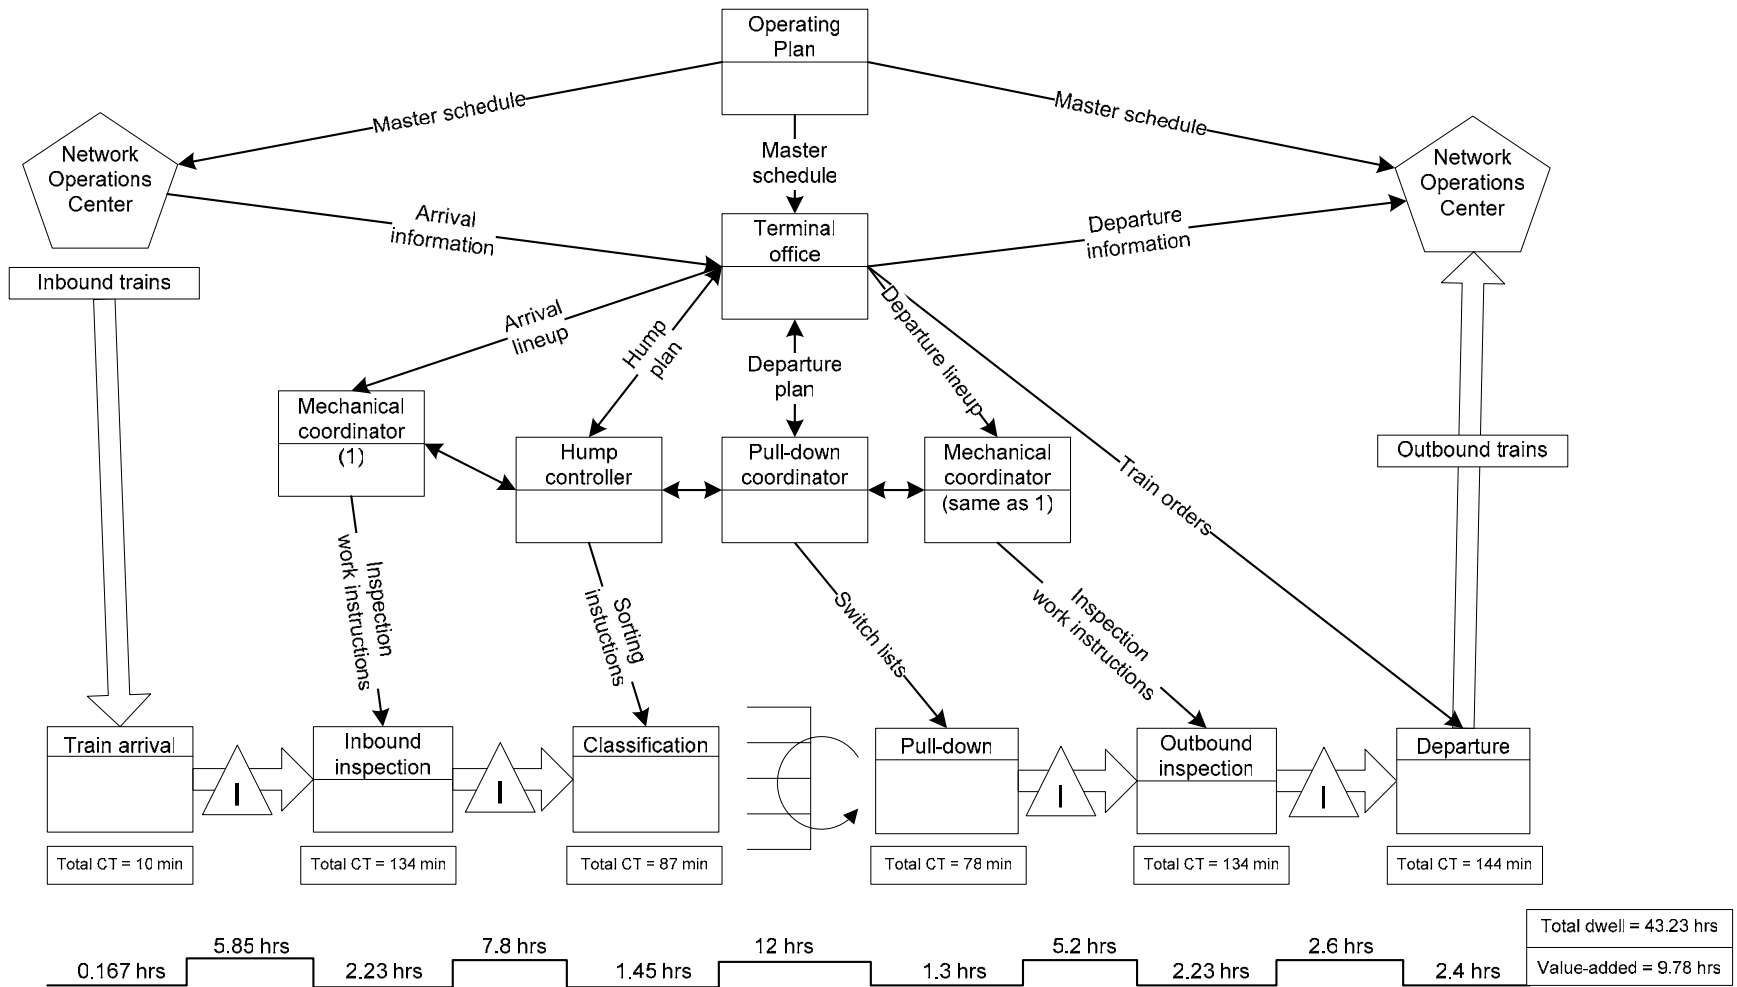 Operating
Plan
Master schedule
Master schedule
Network
Operations
Center
Master
schedule
Network
Operations
Center
Arrival
information
Terminal
office
Departure
information
Inbound trains
Arrival
lineup
Hump
plan
Departure
plan
Departure lineup
Mechanical
coordinator
(1)
Hump
controller
Pull-down
coordinator
Mechanical
coordinator
(same as 1)
Train orders
Outbound trains
Inspection
work instructions
Sorting
instuctions
Switch lists
Inspection
work instructions
Train arrival
I
Inbound
inspection
I
Classification
Pull-down
I
Outbound
inspection
I
Departure
Total CT = 10 min
Total CT = 134 min
Total CT = 87 min
Total CT = 78 min
Total CT = 134 min
Total CT = 144 min
0.167 hrs
5.85 hrs
2.23 hrs
7.8 hrs
1.45 hrs
12 hrs
1.3 hrs
5.2 hrs
2.23 hrs
2.6 hrs
2.4 hrs
Total dwell = 43.23 hrs
Value-added = 9.78 hrs